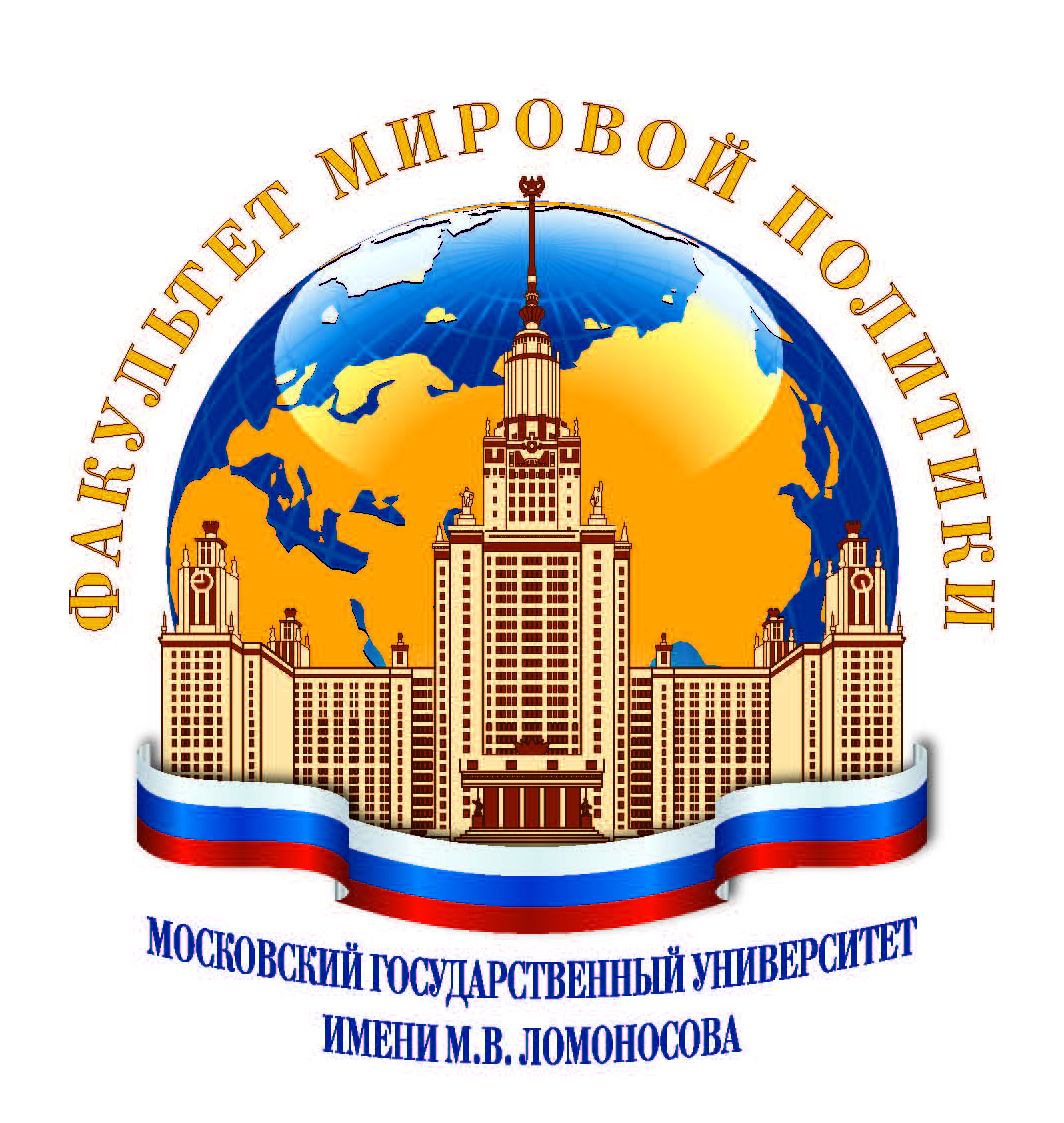 ФАКУЛЬТЕТ МИРОВОЙ ПОЛИТИКИ
МОСКОВСКИЙ ГОСУДАРСТВЕННЫЙ УНИВЕРСИТЕТ
ИМЕНИ М.В. ЛОМОНОСОВА